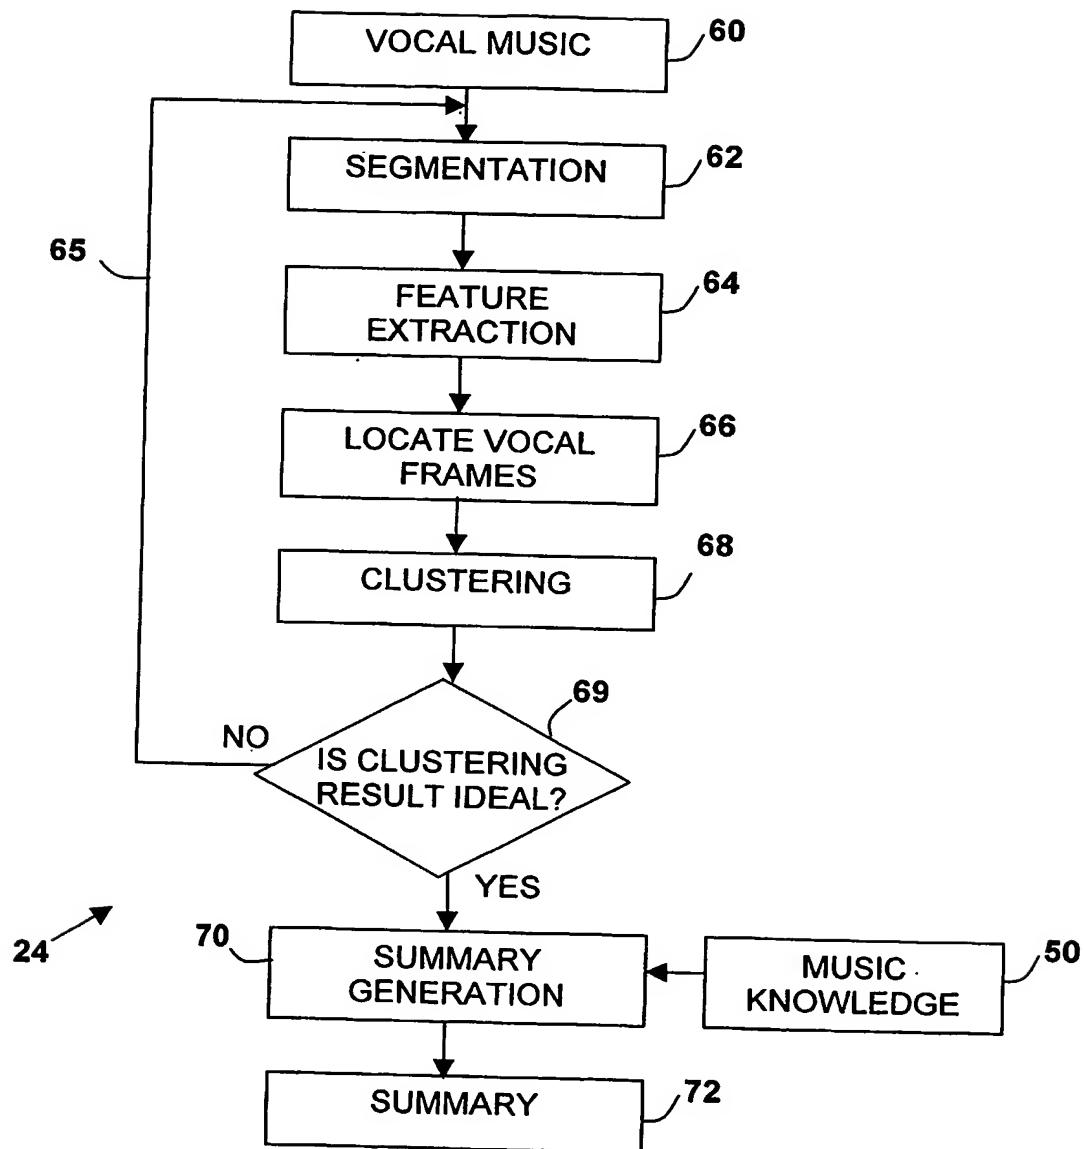 VOCAL MUSIC
60
SEGMENTATION
62
65
FEATURE
EXTRACTION
64
LOCATE VOCAL
FRAMES
66
CLUSTERING
68
69
NO
IS CLUSTERING
RESULT IDEAL?
YES
24
70
SUMMARY
GENERATION
MUSIC
KNOWLEDGE
50
SUMMARY
72